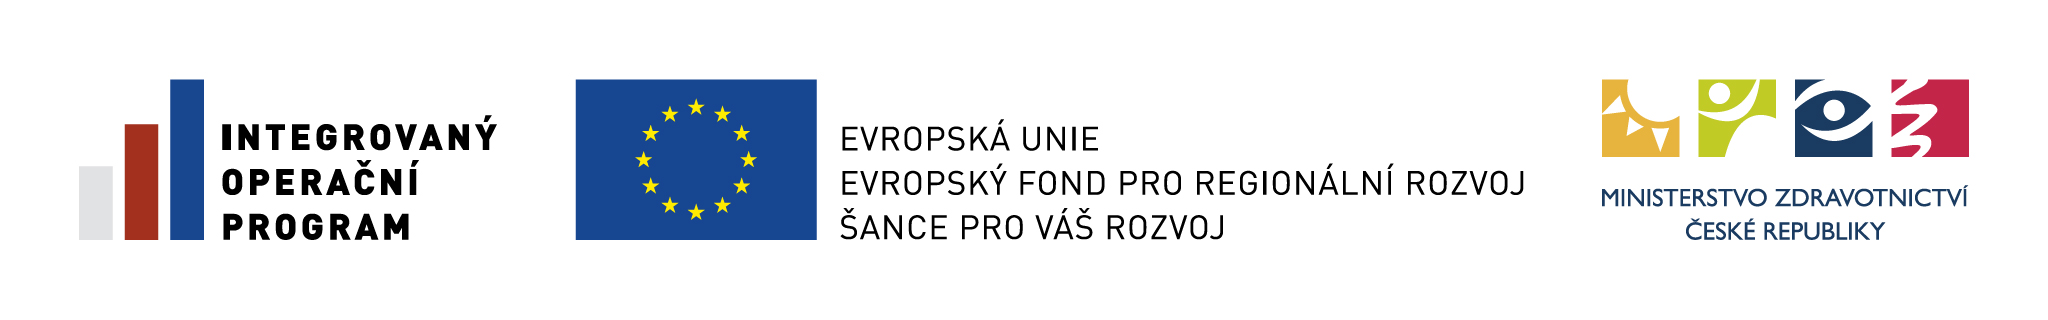 INTEGROVANÝ
OPERAČNÍ
PROGRAM
EVROPSKÁ UNIE
EVROPSKÝ FOND PRO REGIONÁLNÍ ROZVOJ
ŠANCE PRO VÁŠ ROZVOJ
MINISTERSTVO ZDRAVOTNICTVÍ
ČESKÉ REPUBLIKY